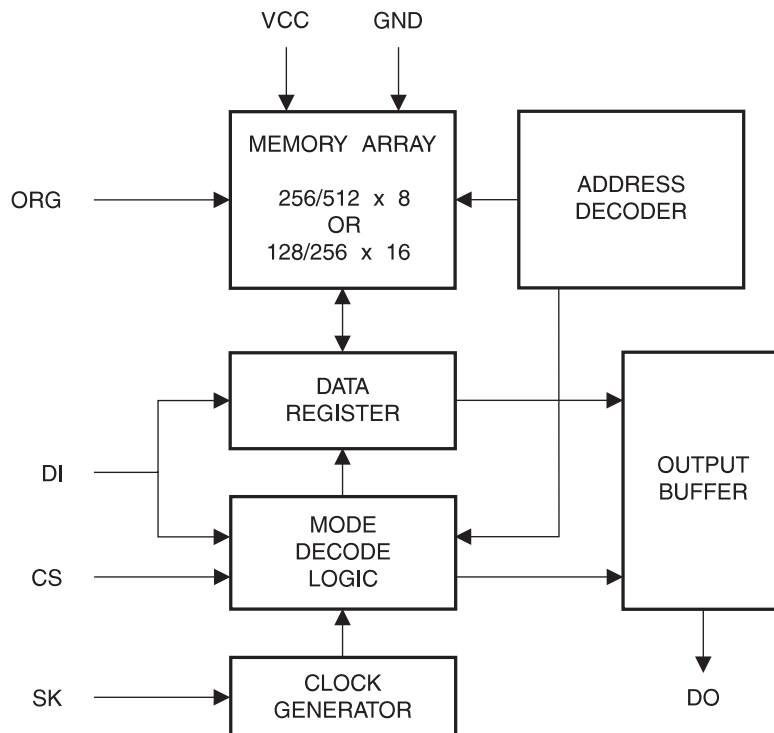 VCC
GND
MEMORY ARRAY
256/512 x 8
OR
128/256 x 16
ADDRESS
DECODER
ORG
DATA
REGISTER
DI
OUTPUT
BUFFER
MODE
DECODE
LOGIC
CS
CLOCK
GENERATOR
SK
DO